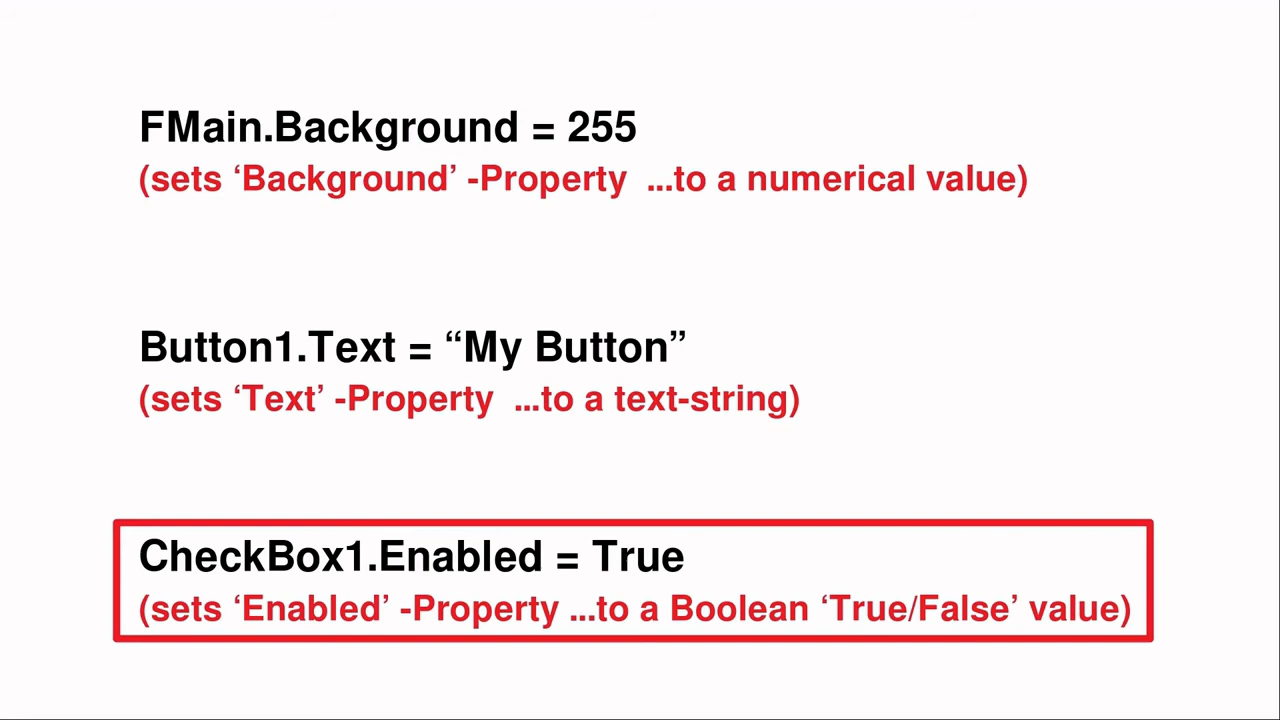 FMain.Background = 255
(sets ‘Background’ -Property ...to a numerical value)
Button1.Text = “My Button”
(sets ‘Text’ -Property ...to a text-string)
CheckBox1.Enabled = True
(sets ‘Enabled’ -Property ...to a Boolean ‘True/False’ value)